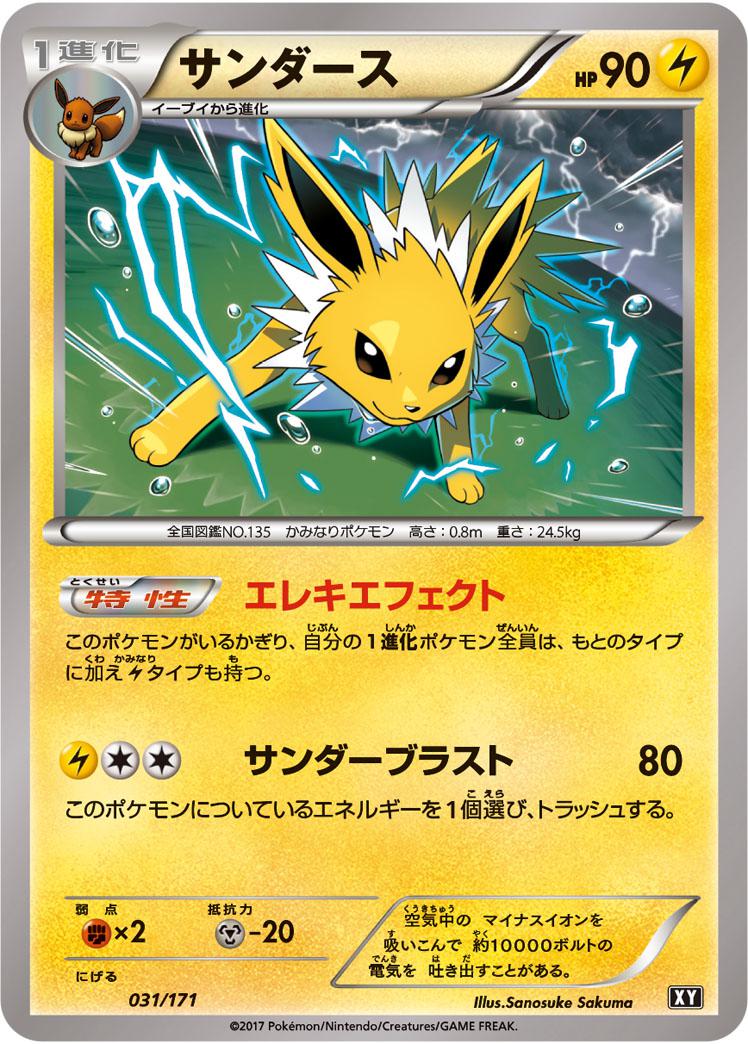 1進化
サンダース
HP90
イーブイから進化
全国図鑑NO.135 かみなりポケモン 高さ:0.8m 重さ:24.5kg
とくせい
特性 エレキエフェクト
このポケモンがいるかぎり、自分の1進化ポケモン全員は、もとのタイプ
に加えタイプも持つ。
サンダーブラスト 80
このポケモンについているエネルギーを1個選び、トラッシュする。
弱点 抵抗力
×2 -20
にげる
空気中の マイナスイオンを
吸いこんで 約10000ボルトの
電気を 吐き出すことがある。
031/171
Illus.Sanosuke Sakuma
XY
©2017 Pokémon/Nintendo/Creatures/GAME FREAK.